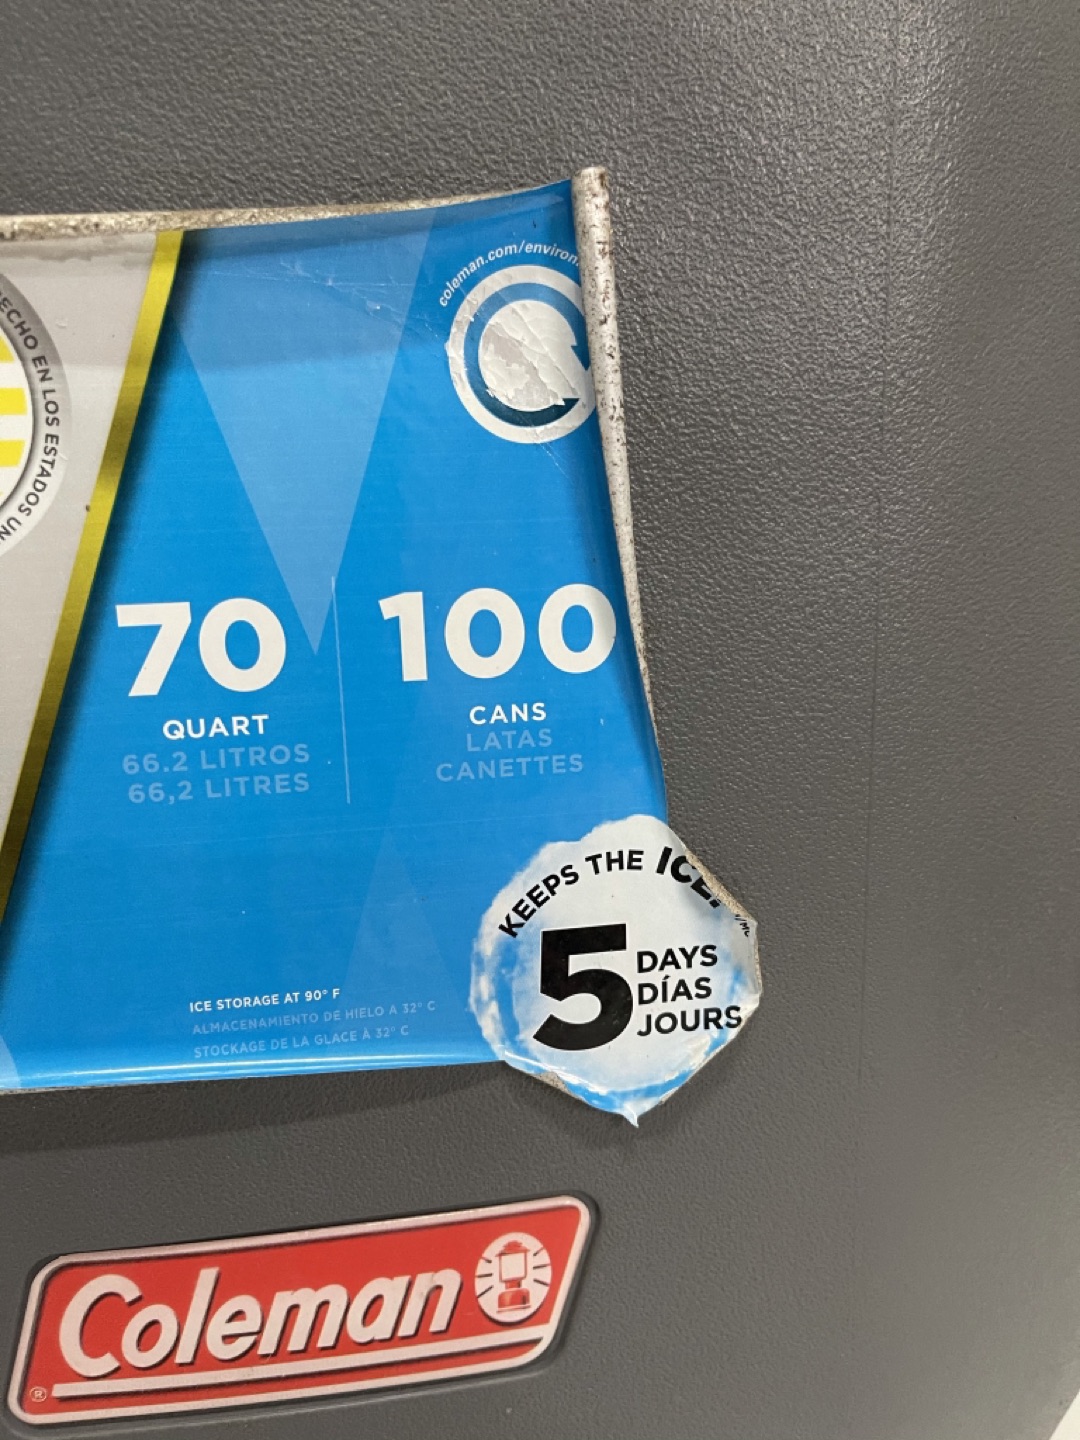 ECHO EN LOS ESTADOS UN
coleman.com/environ
70
QUART
66.2 LITROS
66,2 LITRES
100
CANS
LATAS
CANETTES
KEEPS THE ICE
5
DAYS
DÍAS
JOURS
ICE STORAGE AT 90° F
ALMACENAMIENTO DE HIELO A 32° C
STOCKAGE DE LA GLACE À 32° C
Coleman
®